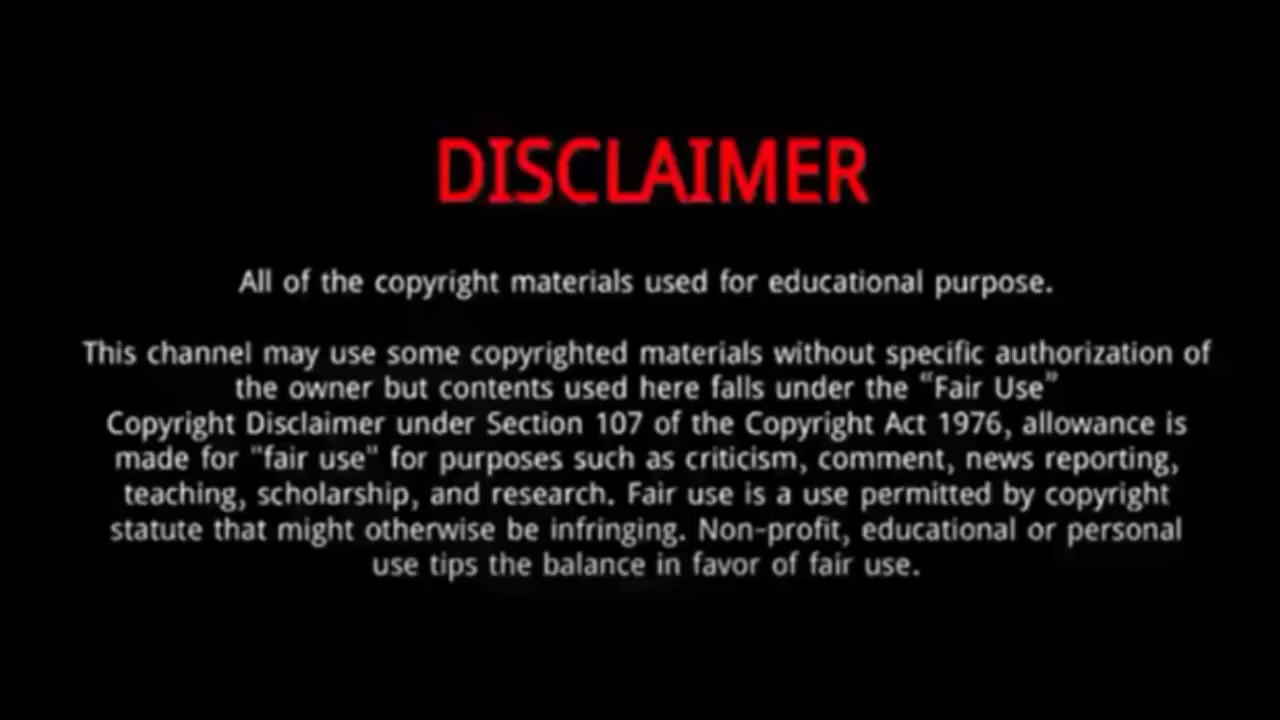 DISCLAIMER
All of the copyright materials used for educational purpose.
This channel may use some copyrighted materials without specific authorization of
the owner but contents used here falls under the “Fair Use”
Copyright Disclaimer under Section 107 of the Copyright Act 1976, allowance is
made for "fair use" for purposes such as criticism, comment, news reporting,
teaching, scholarship, and research. Fair use is a use permitted by copyright
statute that might otherwise be infringing. Non-profit, educational or personal
use tips the balance in favor of fair use.